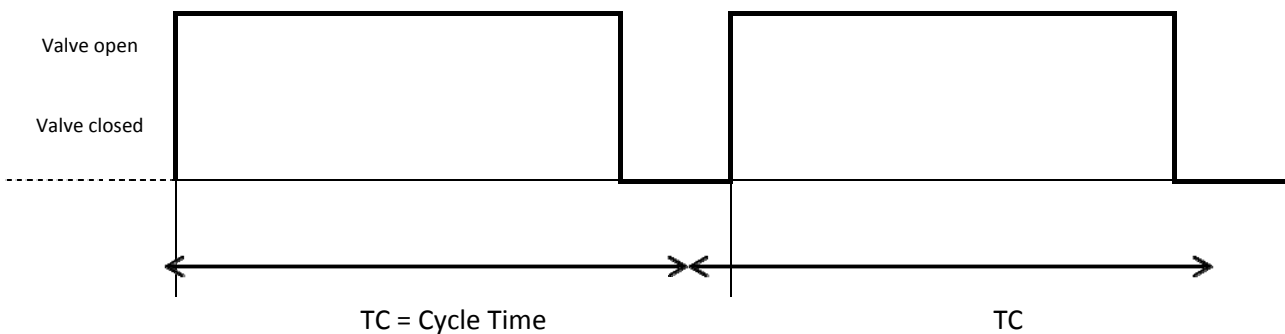 Valve open
Valve closed
TC = Cycle Time
TC